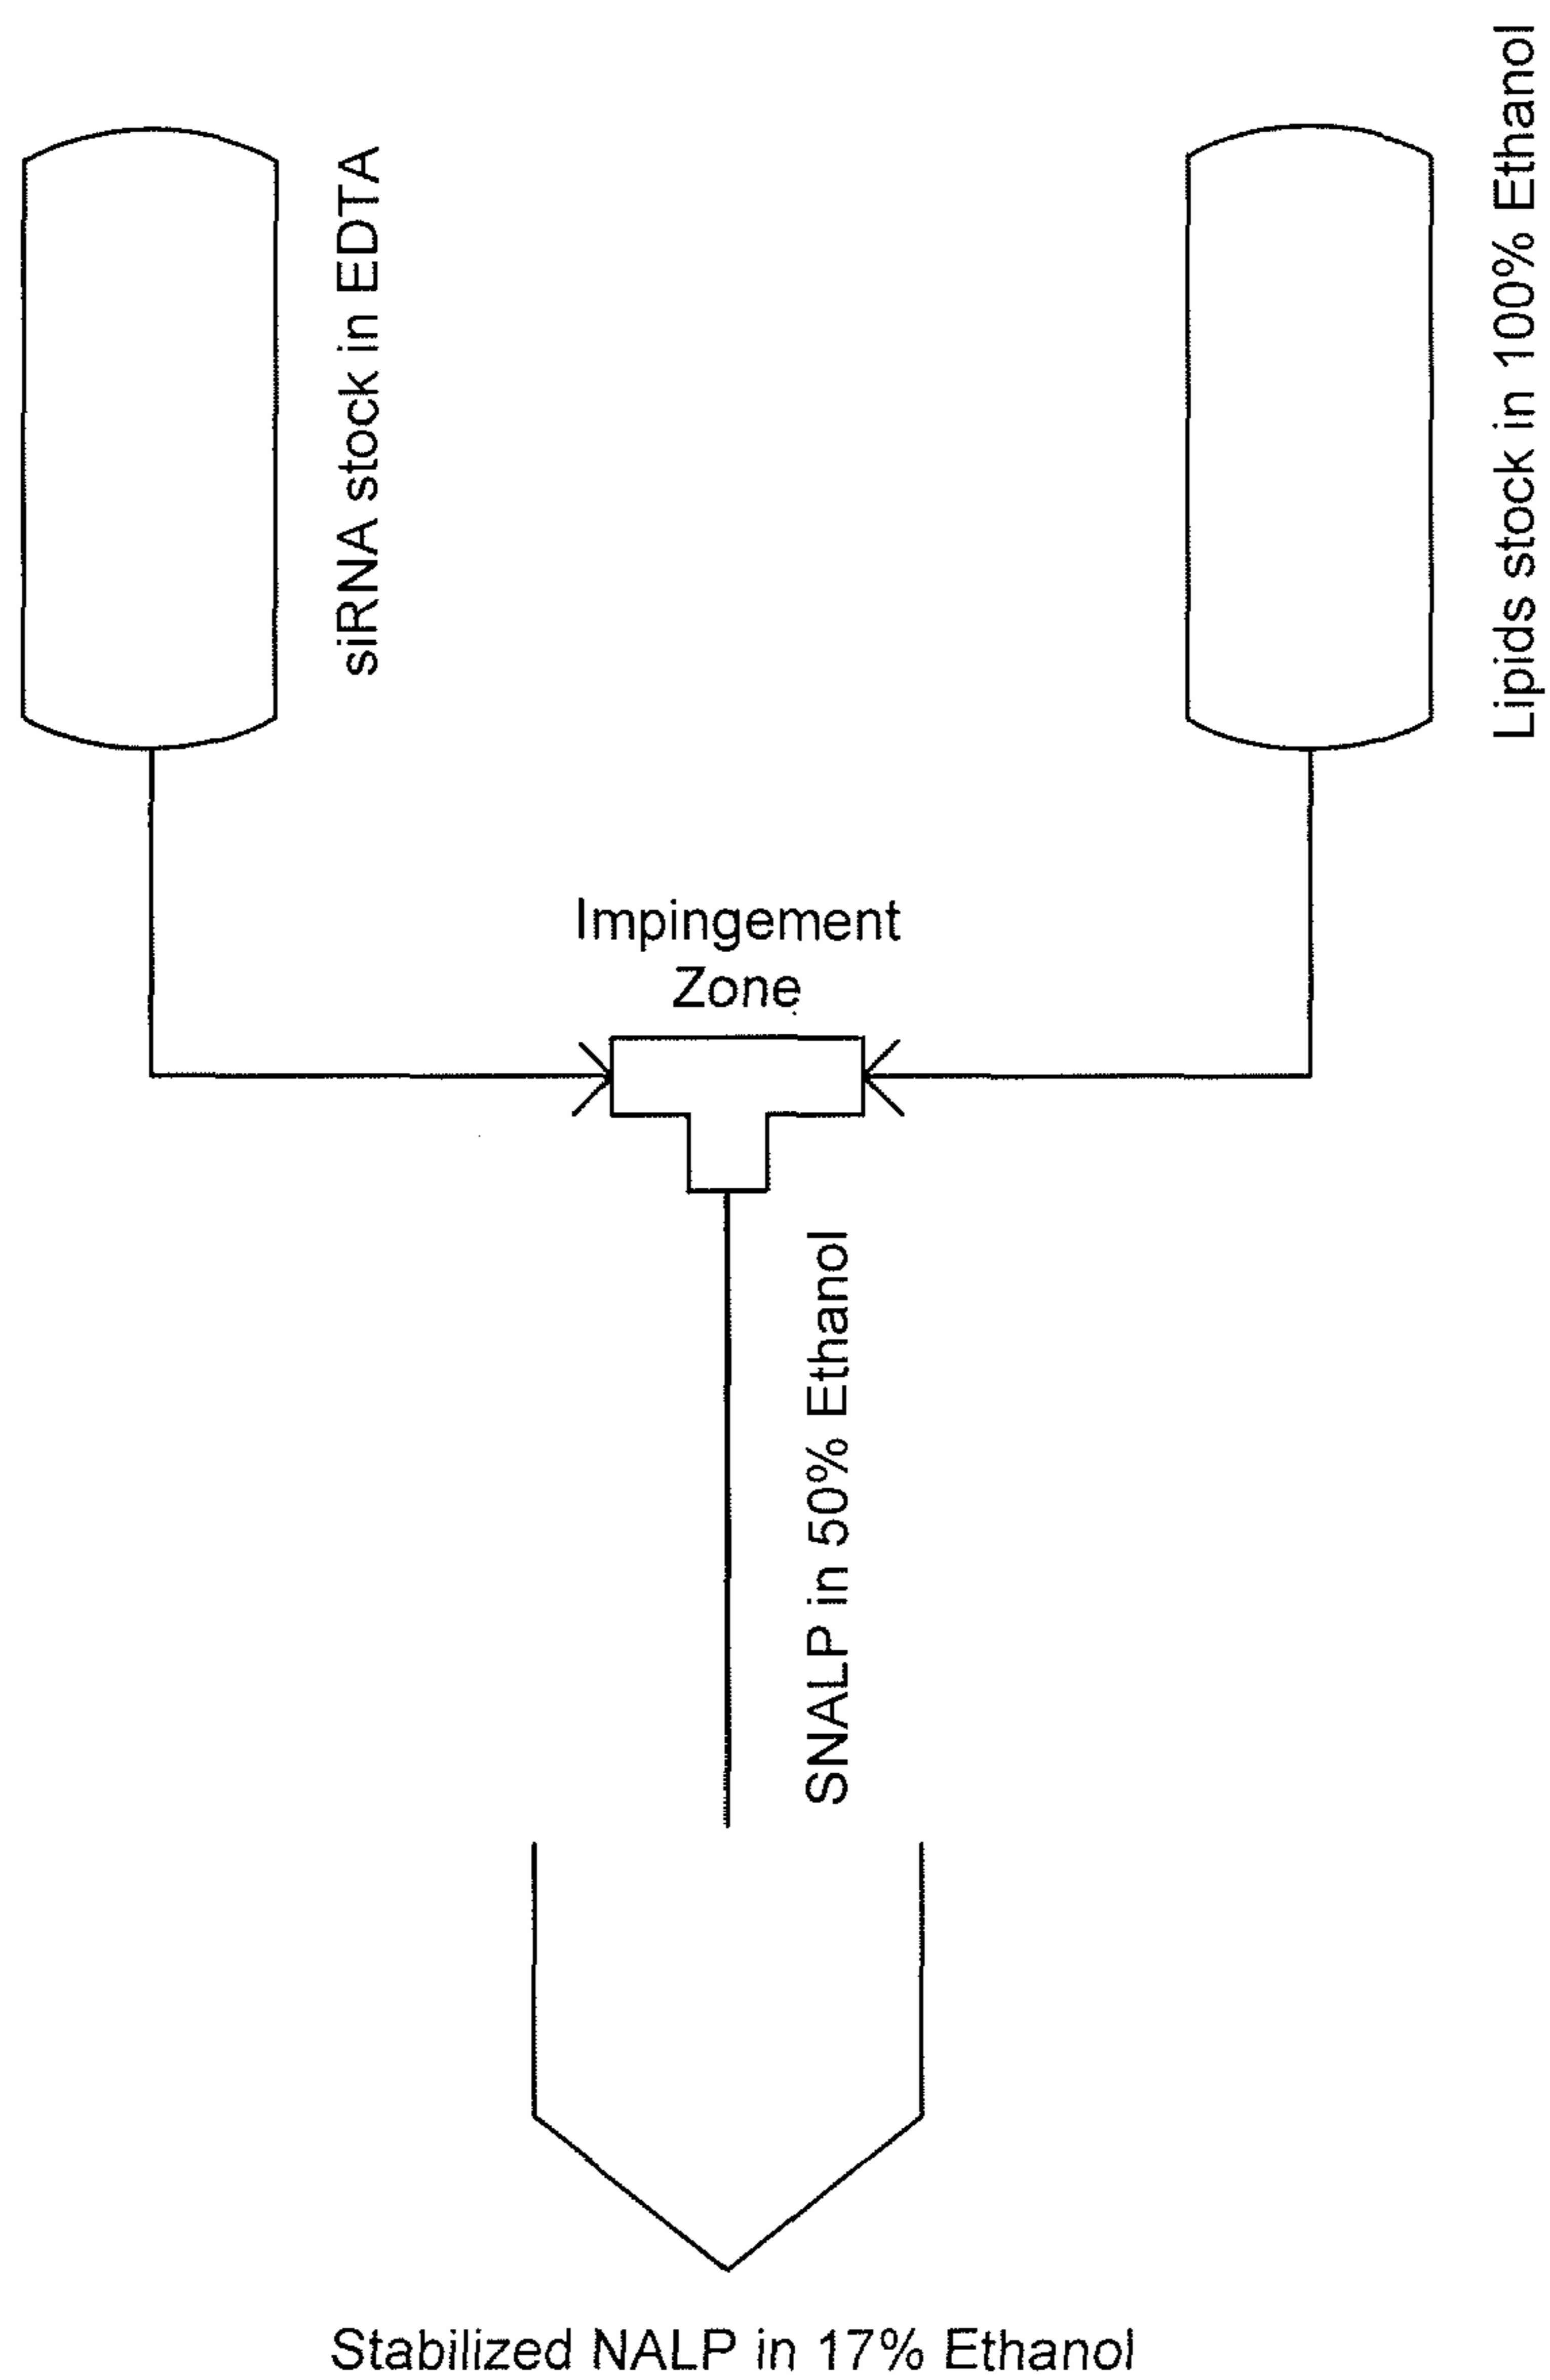 siRNA stock in EDTA
Lipids stock in 100% Ethanol
Impingement
Zone
SNALP in 50% Ethanol
Stabilized NALP in 17% Ethanol